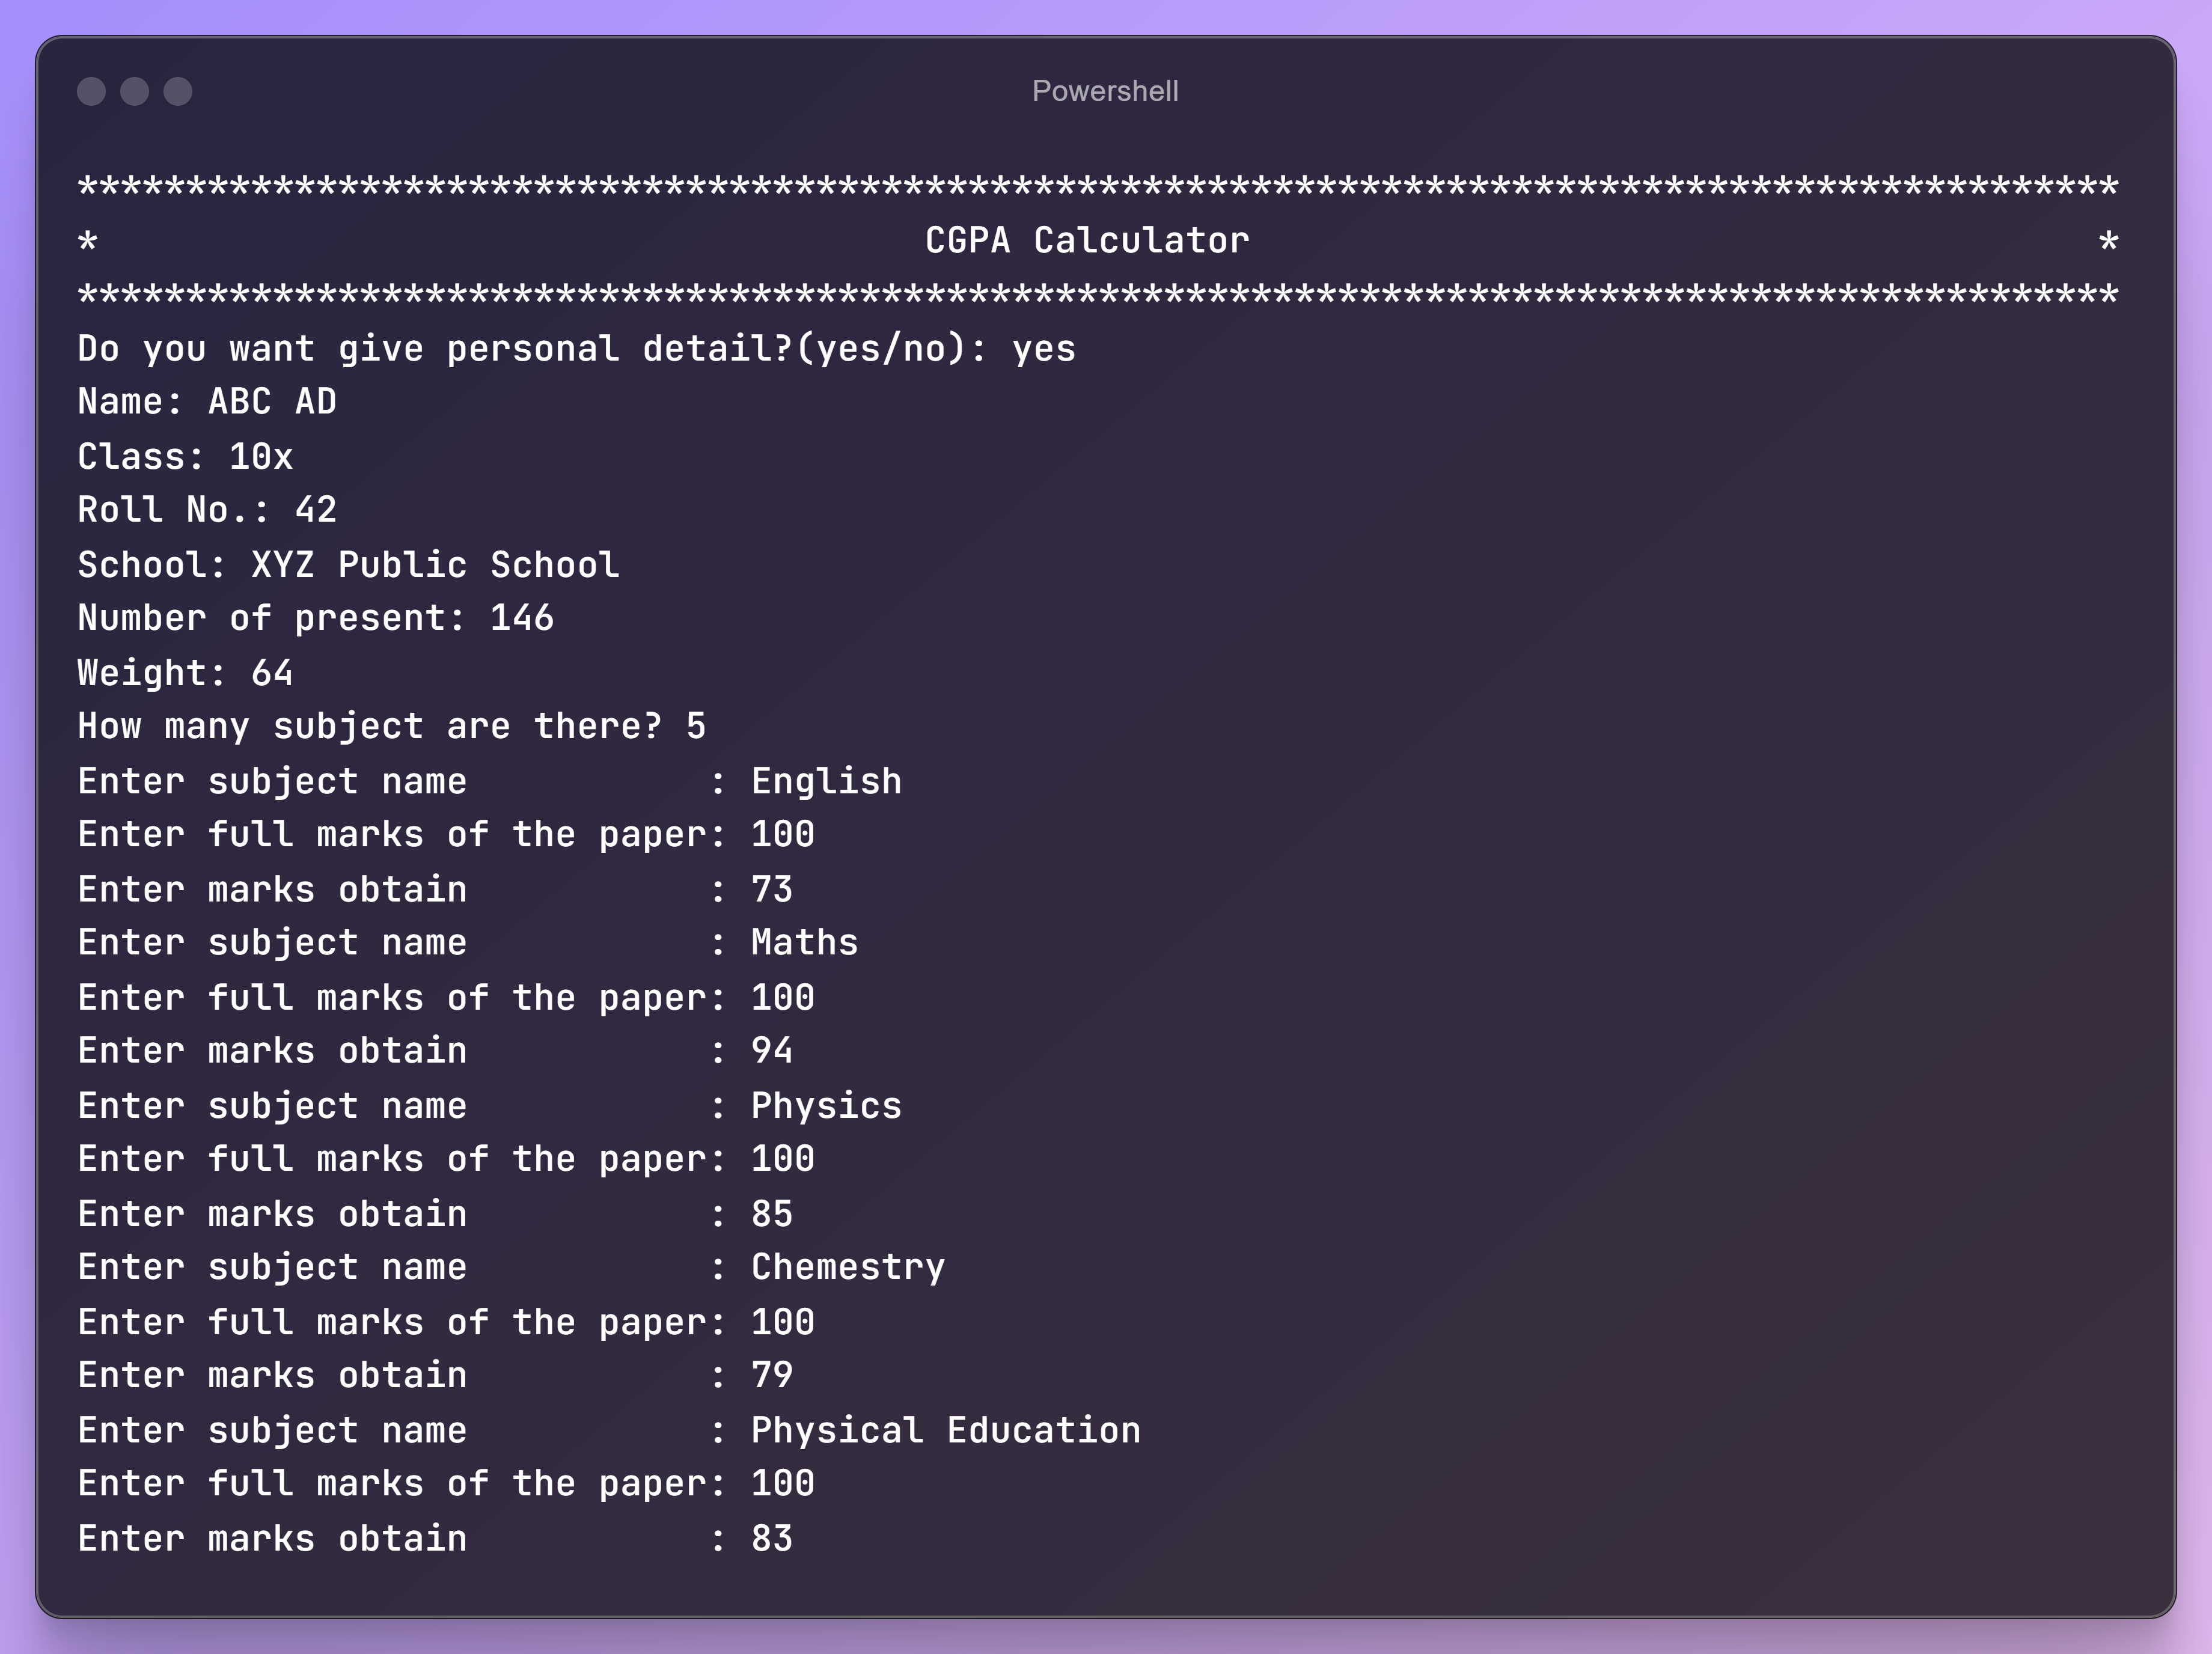 Powershell
**********************************************************************************************
* CGPA Calculator *
**********************************************************************************************
Do you want give personal detail?(yes/no): yes
Name: ABC AD
Class: 10x
Roll No.: 42
School: XYZ Public School
Number of present: 146
Weight: 64
How many subject are there? 5
Enter subject name           : English
Enter full marks of the paper: 100
Enter marks obtain           : 73
Enter subject name           : Maths
Enter full marks of the paper: 100
Enter marks obtain           : 94
Enter subject name           : Physics
Enter full marks of the paper: 100
Enter marks obtain           : 85
Enter subject name           : Chemestry
Enter full marks of the paper: 100
Enter marks obtain           : 79
Enter subject name           : Physical Education
Enter full marks of the paper: 100
Enter marks obtain           : 83